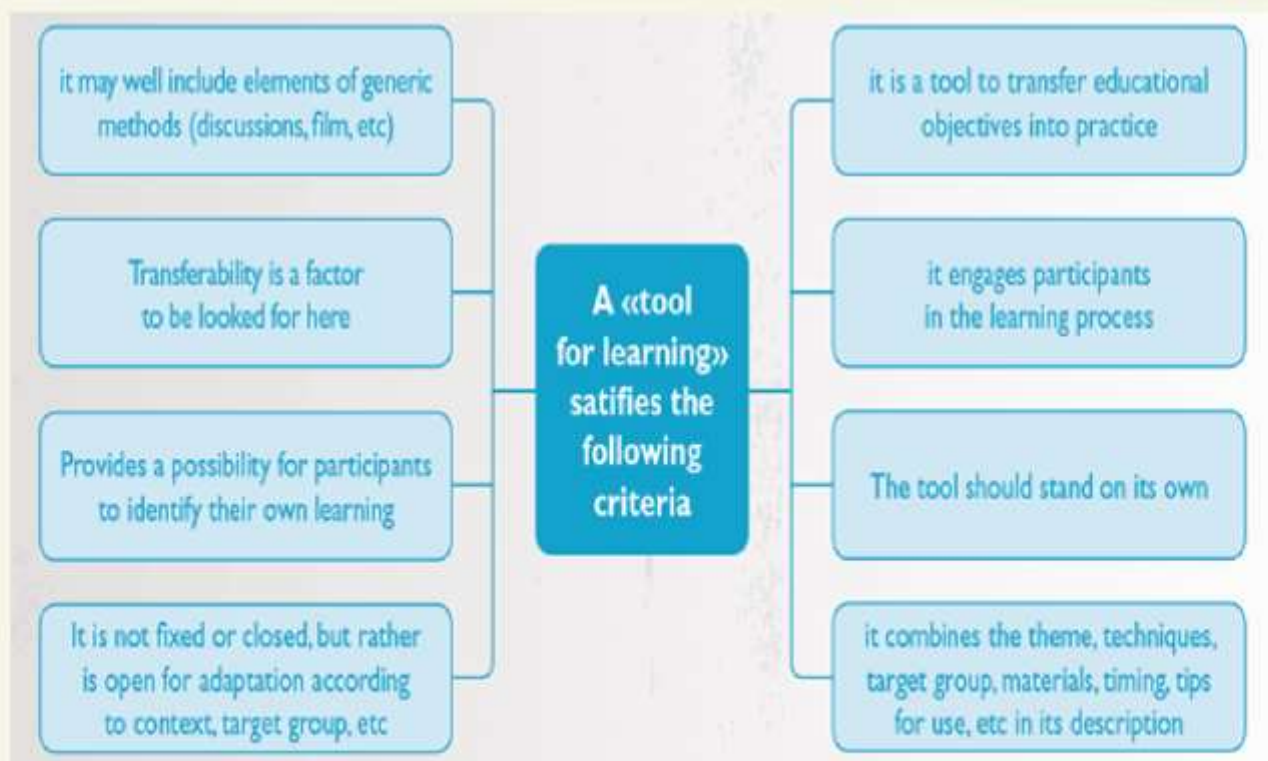 it may well include elements of generic
methods (discussions, film, etc)
Transferability is a factor
to be looked for here
Provides a possibility for participants
to identify their own learning
It is not fixed or closed, but rather
is open for adaptation according
to context, target group, etc
A «tool
for learning»
satifies the
following
criteria
it is a tool to transfer educational
objectives into practice
it engages participants
in the learning process
The tool should stand on its own
it combines the theme, techniques,
target group, materials, timing, tips
for use, etc in its description